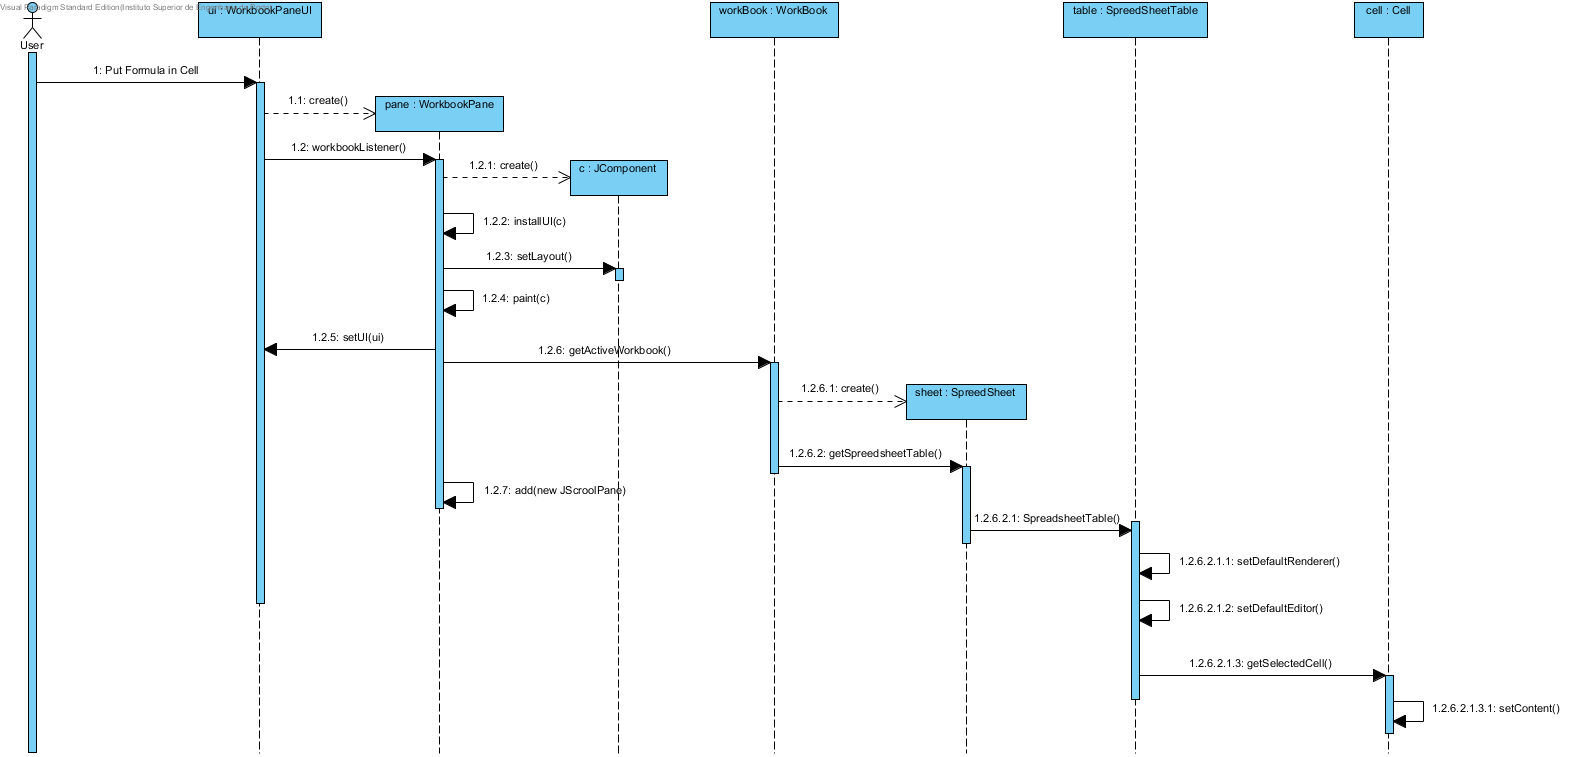 Visual Paradigm Standard Edition(Instituto Superior de
ui : WorkbookPaneUI
workBook : WorkBook
table : SpreedSheetTable
cell : Cell
User
1: Put Formula in Cell
1.1: create()
pane : WorkbookPane
1.2: workbookListener()
1.2.1: create()
c : JComponent
1.2.2: installUI(c)
1.2.3: setLayout()
1.2.4: paint(c)
1.2.5: setUI(ui)
1.2.6: getActiveWorkbook()
1.2.6.1: create()
sheet : SpreedSheet
1.2.6.2: getSpreedsheetTable()
1.2.7: add(new JScroolPane)
1.2.6.2.1: SpreadsheetTable()
1.2.6.2.1.1: setDefaultRenderer()
1.2.6.2.1.2: setDefaultEditor()
1.2.6.2.1.3: getSelectedCell()
1.2.6.2.1.3.1: setContent()